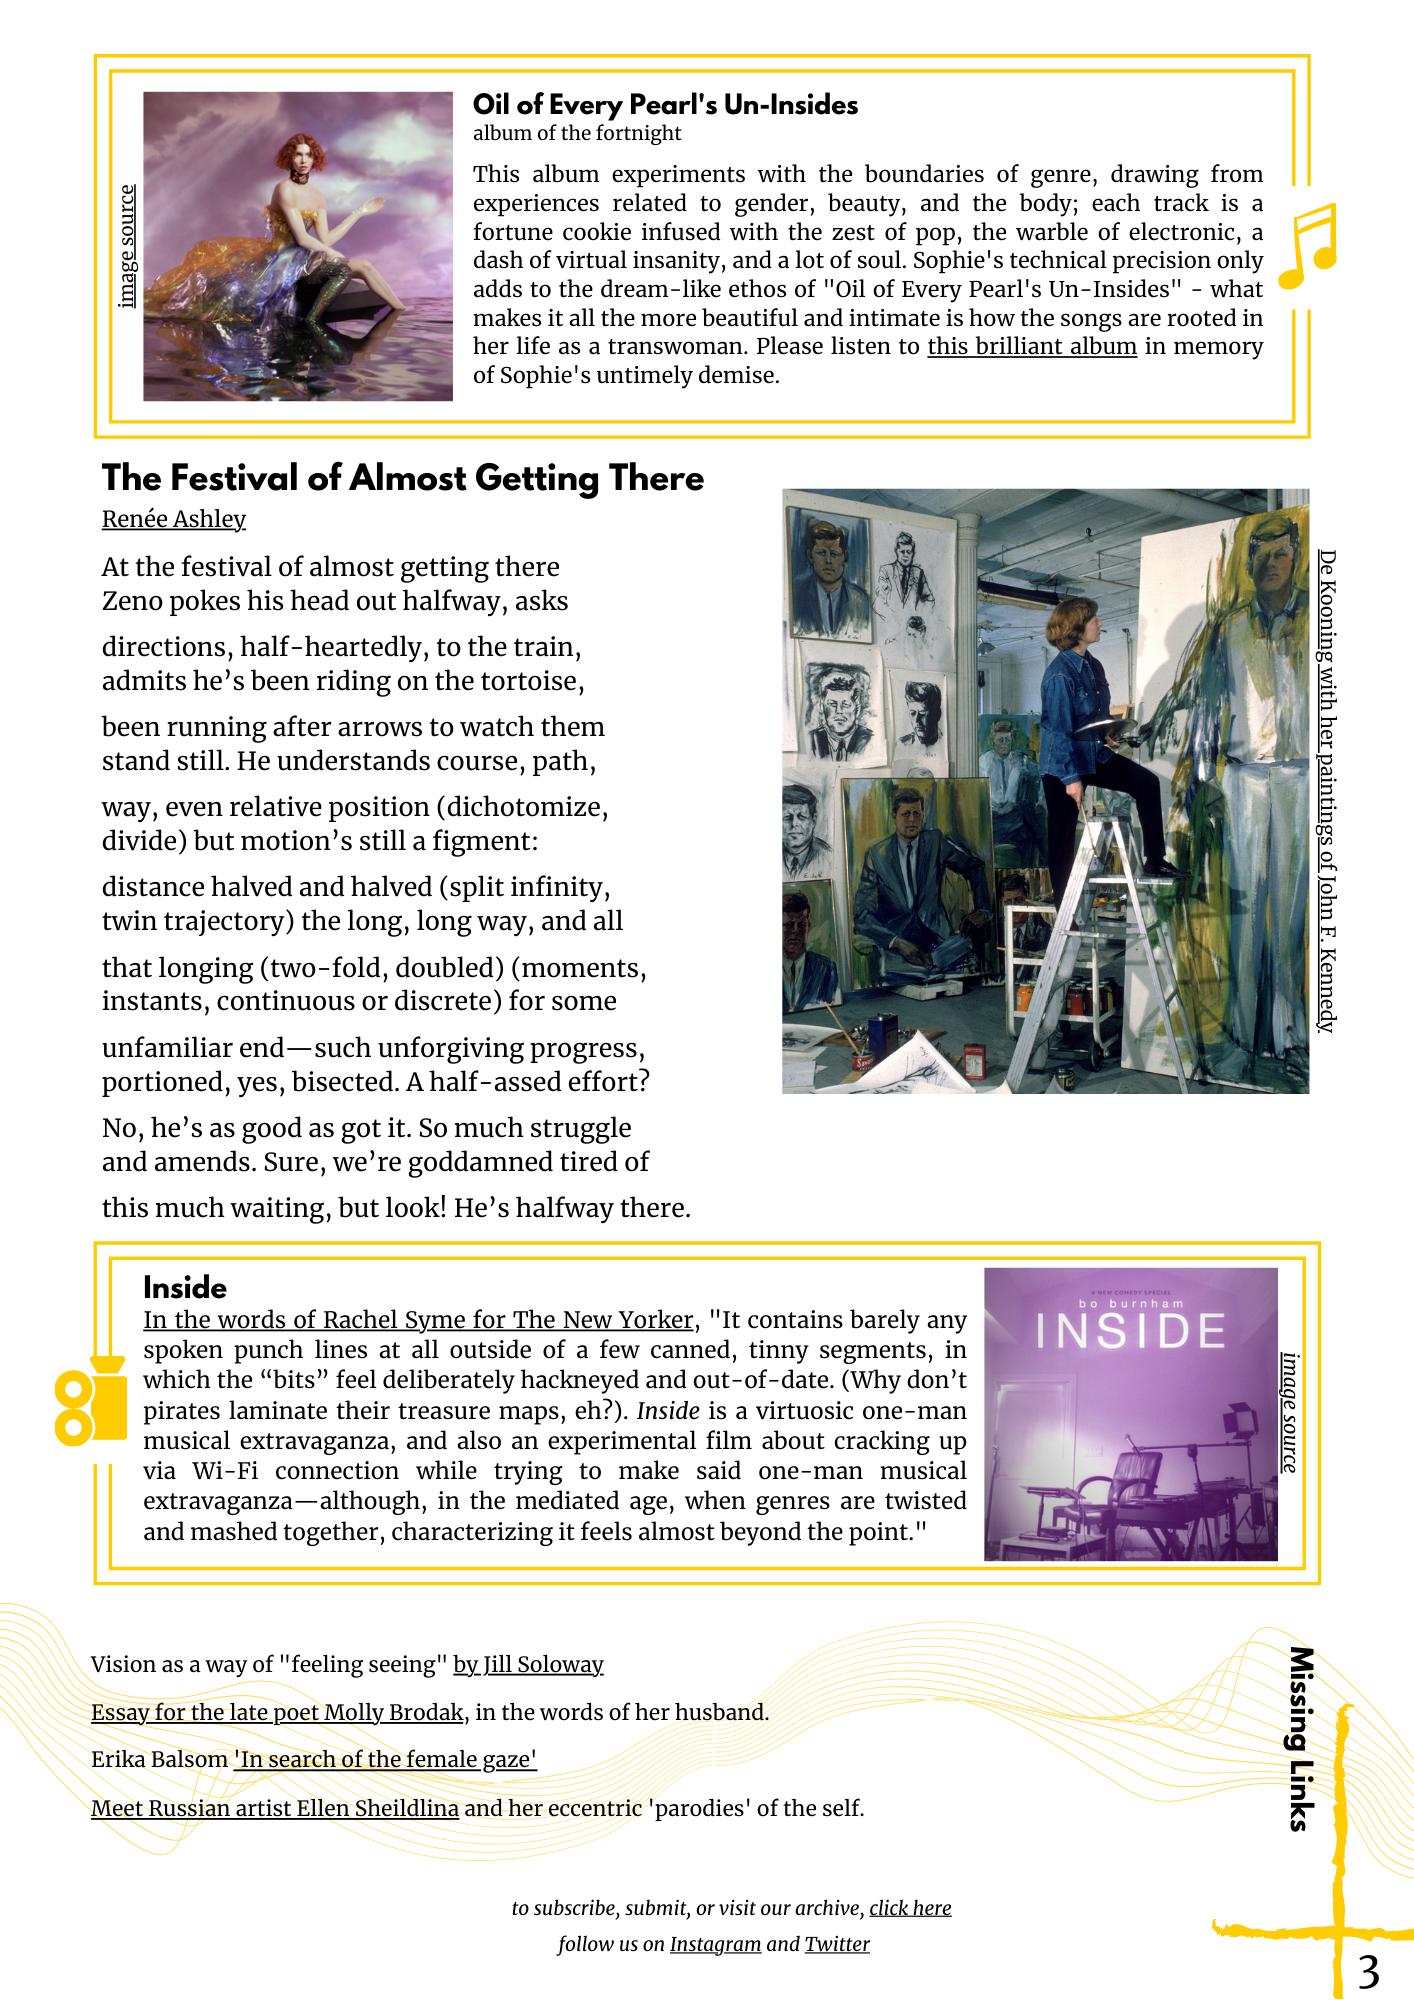 image source
Oil of Every Pearl's Un-Insides
album of the fortnight
This album experiments with the boundaries of genre, drawing from
experiences related to gender, beauty, and the body; each track is a
fortune cookie infused with the zest of pop, the warble of electronic, a
dash of virtual insanity, and a lot of soul. Sophie's technical precision only
adds to the dream-like ethos of "Oil of Every Pearl's Un-Insides" - what
makes it all the more beautiful and intimate is how the songs are rooted in
her life as a transwoman. Please listen to this brilliant album in memory
of Sophie's untimely demise.
The Festival of Almost Getting There
Renée Ashley
At the festival of almost getting there
Zeno pokes his head out halfway, asks
directions, half-heartedly, to the train,
admits he’s been riding on the tortoise,
been running after arrows to watch them
stand still. He understands course, path,
way, even relative position (dichotomize,
divide) but motion’s still a figment:
distance halved and halved (split infinity,
twin trajectory) the long, long way, and all
that longing (two-fold, doubled) (moments,
instants, continuous or discrete) for some
unfamiliar end—such unforgiving progress,
portioned, yes, bisected. A half-assed effort?
No, he’s as good as got it. So much struggle
and amends. Sure, we’re goddamned tired of
this much waiting, but look! He’s halfway there.
De Kooning with her paintings of John F. Kennedy.
Inside
In the words of Rachel Syme for The New Yorker, "It contains barely any
spoken punch lines at all outside of a few canned, tinny segments, in
which the “bits” feel deliberately hackneyed and out-of-date. (Why don’t
pirates laminate their treasure maps, eh?). Inside is a virtuosic one-man
musical extravaganza, and also an experimental film about cracking up
via Wi-Fi connection while trying to make said one-man musical
extravaganza—although, in the mediated age, when genres are twisted
and mashed together, characterizing it feels almost beyond the point."
A NEW COMEDY SPECIAL
bo burnham
INSIDE
image source
Vision as a way of "feeling seeing" by Jill Soloway
Essay for the late poet Molly Brodak, in the words of her husband.
Erika Balsom 'In search of the female gaze'
Meet Russian artist Ellen Sheildlina and her eccentric 'parodies' of the self.
Missing Links
to subscribe, submit, or visit our archive, click here
follow us on Instagram and Twitter
3